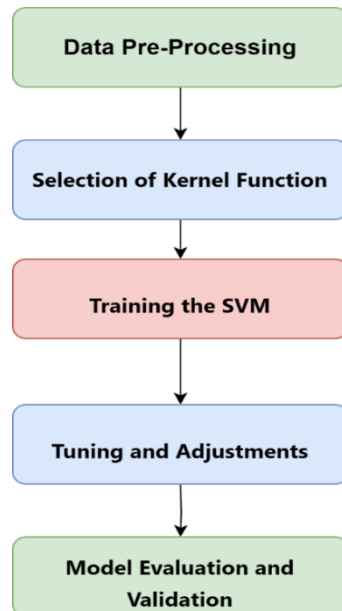 Data Pre-Processing
Selection of Kernel Function
Training the SVM
Tuning and Adjustments
Model Evaluation and
Validation